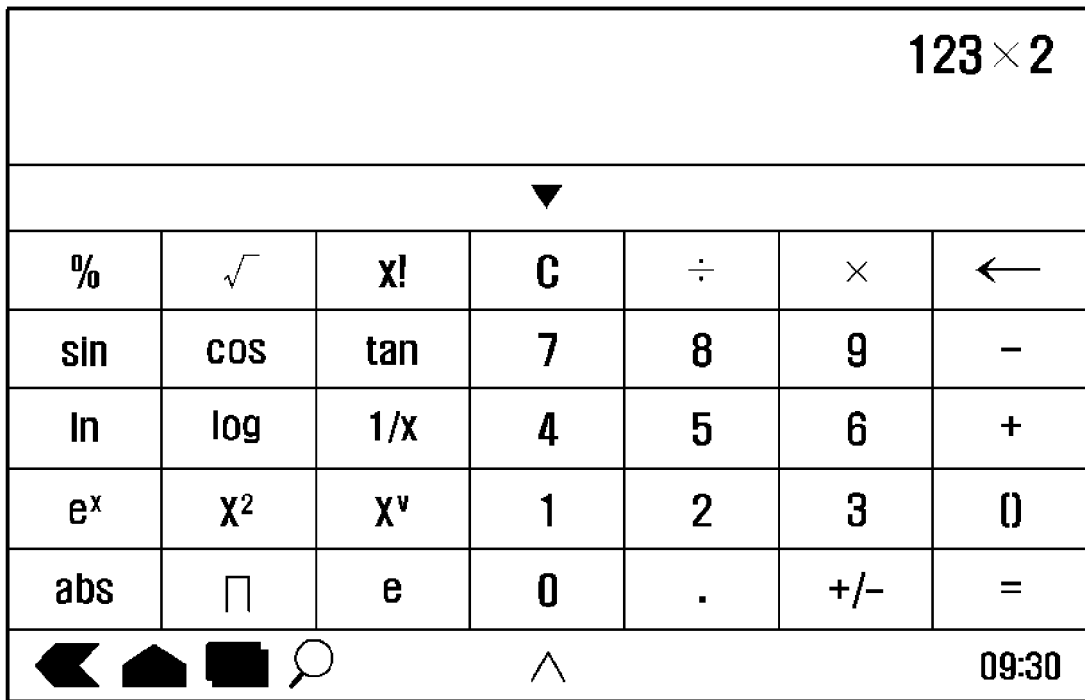 123×2
% √ x! C ÷ × ←
sin cos tan 7 8 9 −
ln log 1/x 4 5 6 +
eˣ X² Xᵛ 1 2 3 ()
abs ∏ e 0 . +/− =
09:30